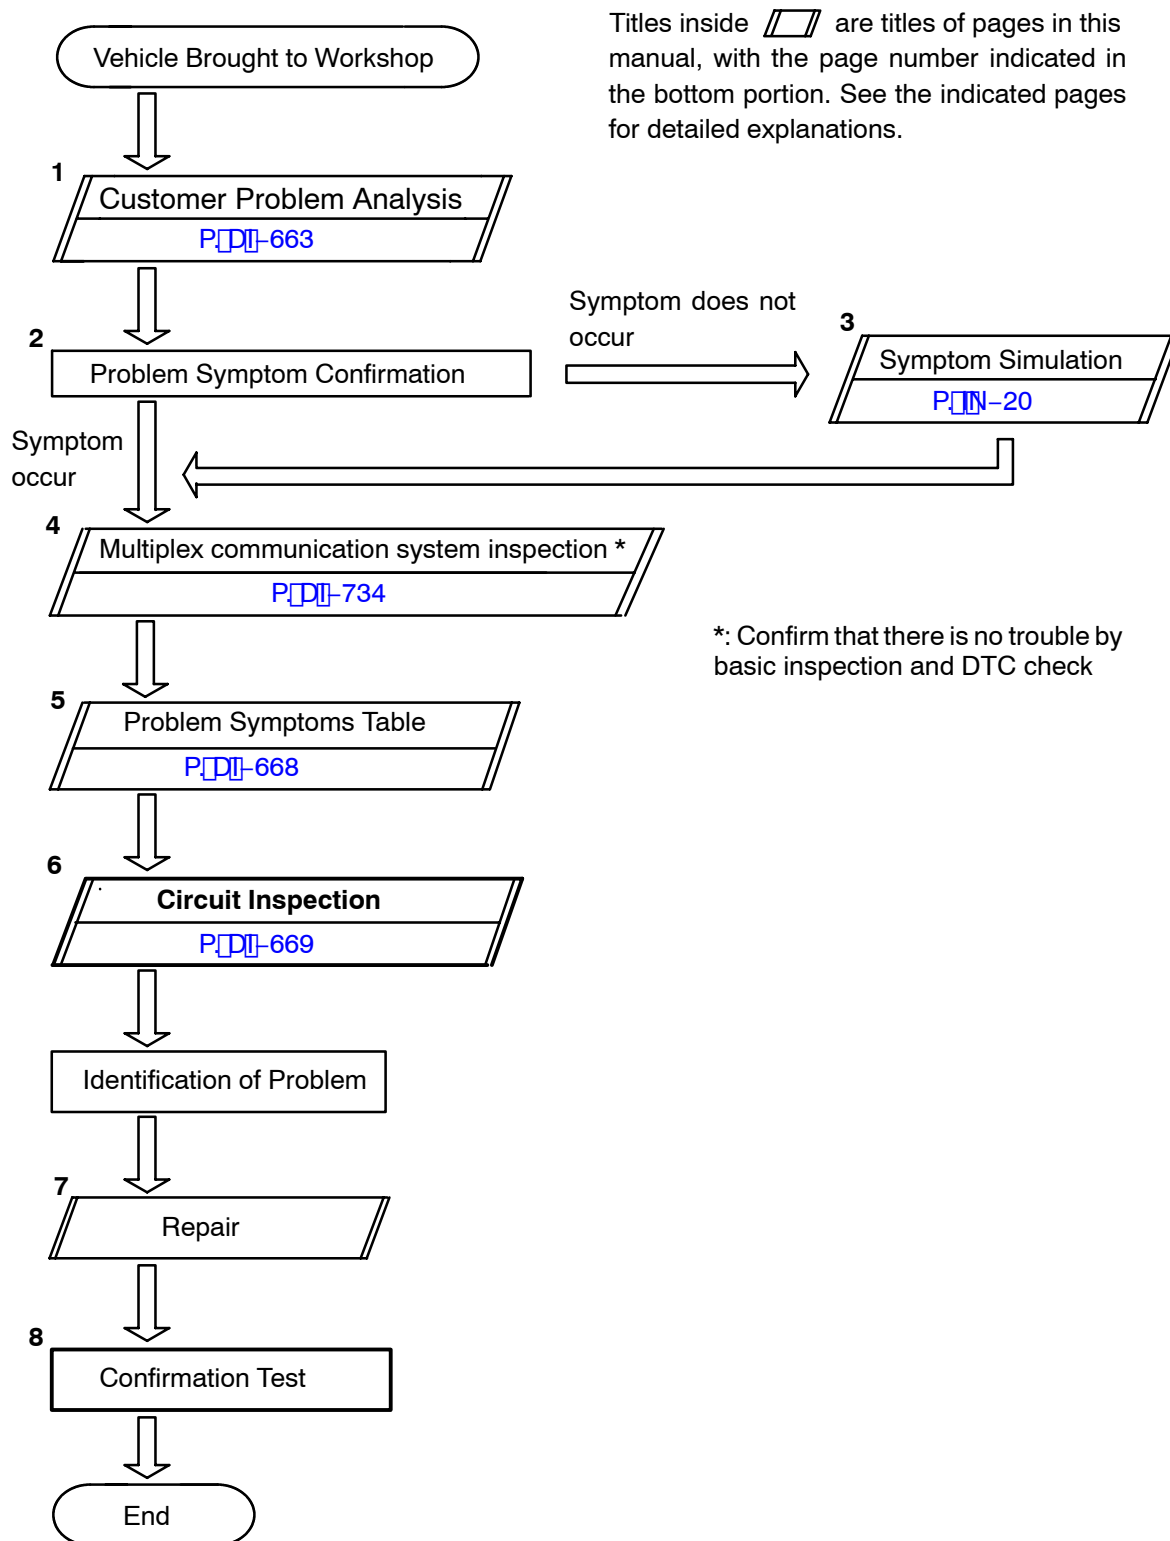 Vehicle Brought to Workshop
Titles inside are titles of pages in this
manual, with the page number indicated in
the bottom portion. See the indicated pages
for detailed explanations.
1
Customer Problem Analysis
P. DI–663
2
Problem Symptom Confirmation
Symptom does not
occur
3
Symptom Simulation
P. IN–20
Symptom
occur
4
Multiplex communication system inspection *
P. DI–734
*: Confirm that there is no trouble by
basic inspection and DTC check
5
Problem Symptoms Table
P. DI–668
6
Circuit Inspection
P. DI–669
Identification of Problem
7
Repair
8
Confirmation Test
End